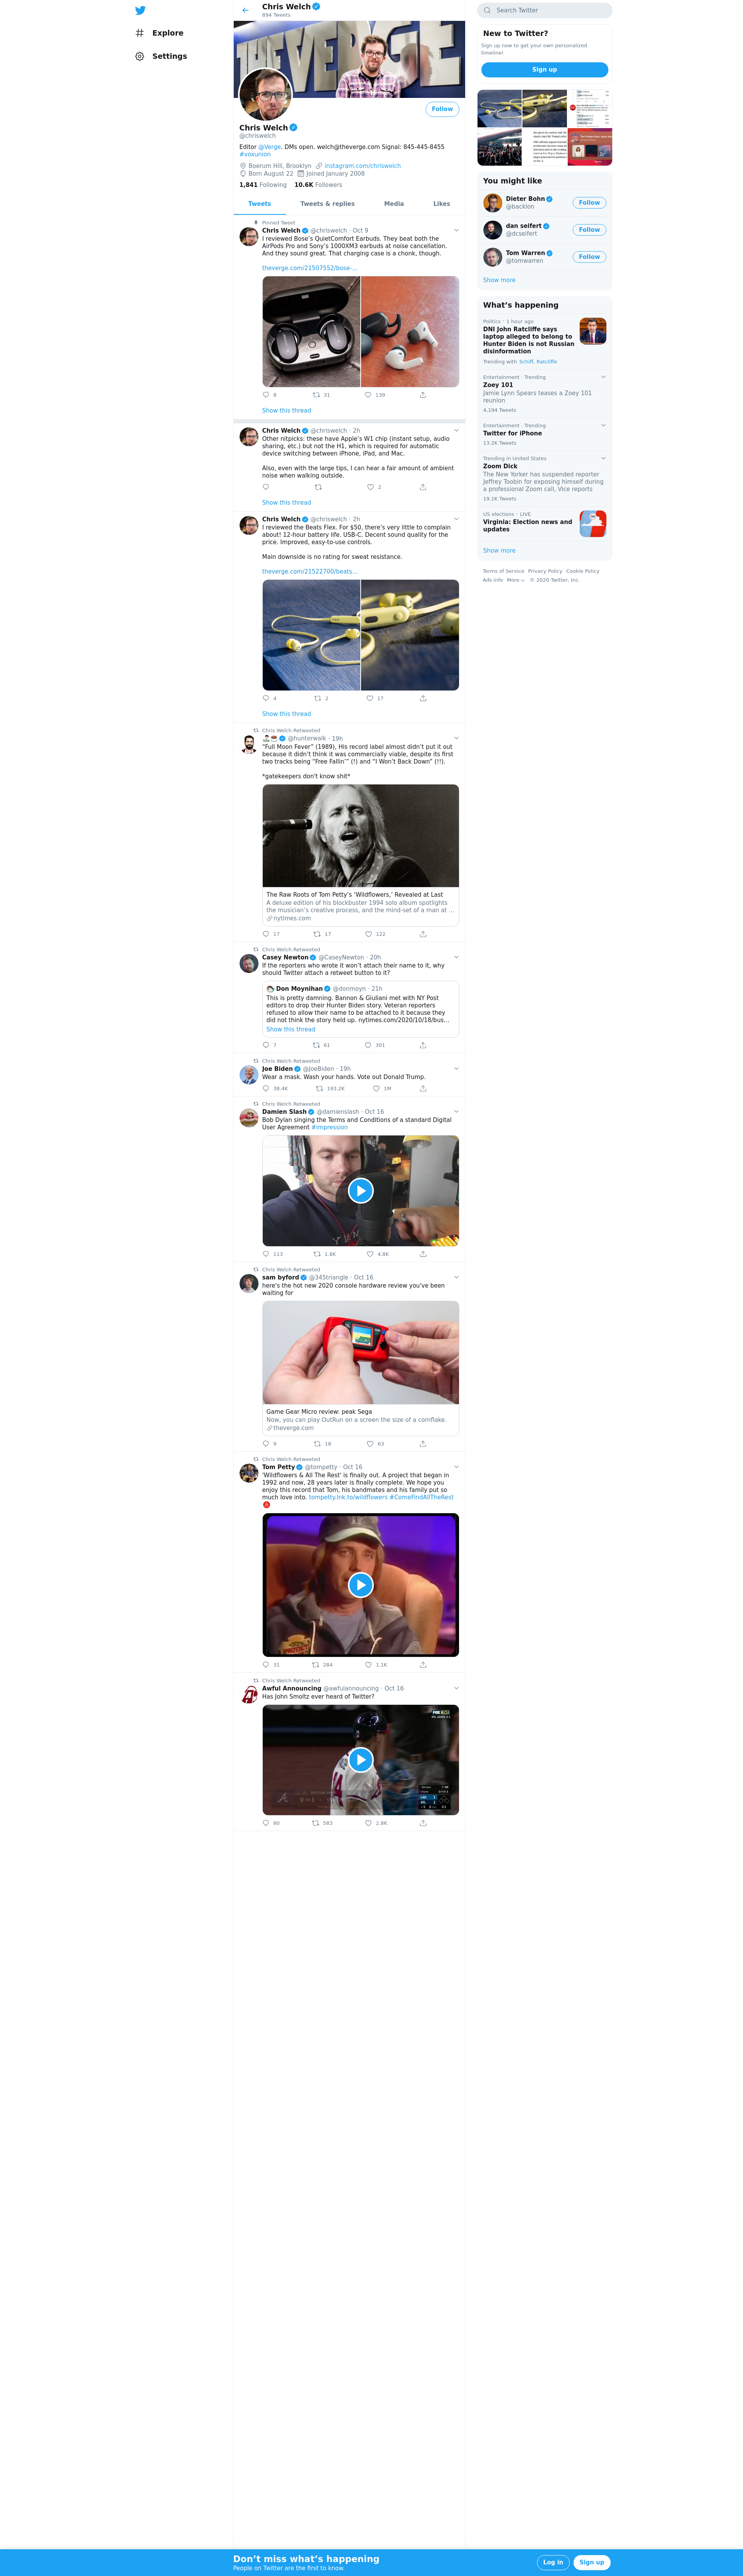 Explore
Settings
Chris Welch
894 Tweets
THE VERGE
Follow
Chris Welch
@chriswelch
Editor @Verge. DMs open. welch@theverge.com Signal: 845-445-8455
#voxunion
Boerum Hill, Brooklyn instagram.com/chriswelch
Born August 22 Joined January 2008
1,841 Following 10.6K Followers
Tweets Tweets & replies Media Likes
Pinned Tweet
Chris Welch @chriswelch · Oct 9
I reviewed Bose's QuietComfort Earbuds. They beat both the
AirPods Pro and Sony's 1000XM3 earbuds at noise cancellation.
And they sound great. That charging case is a chonk, though.
theverge.com/21507552/bose-…
8 31 139
Show this thread
Chris Welch @chriswelch · 2h
Other nitpicks: these have Apple's W1 chip (instant setup, audio
sharing, etc.) but not the H1, which is required for automatic
device switching between iPhone, iPad, and Mac.
Also, even with the large tips, I can hear a fair amount of ambient
noise when walking outside.
2
Show this thread
Chris Welch @chriswelch · 2h
I reviewed the Beats Flex. For $50, there's very little to complain
about! 12-hour battery life. USB-C. Decent sound quality for the
price. Improved, easy-to-use controls.
Main downside is no rating for sweat resistance.
theverge.com/21522700/beats…
4 2 17
Show this thread
Chris Welch Retweeted
@hunterwalk · 19h
"Full Moon Fever" (1989), His record label almost didn't put it out
because it didn't think it was commercially viable, despite its first
two tracks being "Free Fallin'" (!) and "I Won't Back Down" (!!).
*gatekeepers don't know shit*
The Raw Roots of Tom Petty's 'Wildflowers,' Revealed at Last
A deluxe edition of his blockbuster 1994 solo album spotlights
the musician's creative process, and the mind-set of a man at …
nytimes.com
17 17 122
Chris Welch Retweeted
Casey Newton @CaseyNewton · 20h
If the reporters who wrote it won't attach their name to it, why
should Twitter attach a retweet button to it?
Don Moynihan @donmoyn · 21h
This is pretty damning. Bannon & Giuliani met with NY Post
editors to drop their Hunter Biden story. Veteran reporters
refused to allow their name to be attached to it because they
did not think the story held up. nytimes.com/2020/10/18/bus…
Show this thread
7 61 301
Chris Welch Retweeted
Joe Biden @JoeBiden · 19h
Wear a mask. Wash your hands. Vote out Donald Trump.
38.4K 193.2K 1M
Chris Welch Retweeted
Damien Slash @damienslash · Oct 16
Bob Dylan singing the Terms and Conditions of a standard Digital
User Agreement #impression
113 1.8K 4.8K
Chris Welch Retweeted
sam byford @345triangle · Oct 16
here's the hot new 2020 console hardware review you've been
waiting for
Game Gear Micro review: peak Sega
Now, you can play OutRun on a screen the size of a cornflake.
theverge.com
9 18 63
Chris Welch Retweeted
Tom Petty @tompetty · Oct 16
'Wildflowers & All The Rest' is finally out. A project that began in
1992 and now, 28 years later is finally complete. We hope you
enjoy this record that Tom, his bandmates and his family put so
much love into. tompetty.lnk.to/wildflowers #ComeFindAllTheRest
31 284 1.1K
Chris Welch Retweeted
Awful Announcing @awfulannouncing · Oct 16
Has John Smoltz ever heard of Twitter?
80 583 2.8K
Search Twitter
New to Twitter?
Sign up now to get your own personalized
timeline!
Sign up
You might like
Dieter Bohn
@backlon
Follow
dan seifert
@dcseifert
Follow
Tom Warren
@tomwarren
Follow
Show more
What's happening
Politics · 1 hour ago
DNI John Ratcliffe says
laptop alleged to belong to
Hunter Biden is not Russian
disinformation
Trending with Schiff, Ratcliffe
Entertainment · Trending
Zoey 101
Jamie Lynn Spears teases a Zoey 101
reunion
4,194 Tweets
Entertainment · Trending
Twitter for iPhone
13.2K Tweets
Trending in United States
Zoom Dick
The New Yorker has suspended reporter
Jeffrey Toobin for exposing himself during
a professional Zoom call, Vice reports
19.1K Tweets
US elections · LIVE
Virginia: Election news and
updates
Show more
Terms of Service Privacy Policy Cookie Policy
Ads info More © 2020 Twitter, Inc.
Don't miss what's happening
People on Twitter are the first to know.
Log in
Sign up